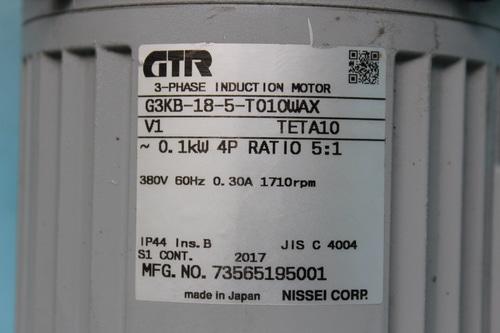 GTR
3-PHASE INDUCTION MOTOR
G3KB-18-5-T010WAX
V1 TETA10
~ 0.1kW 4P RATIO 5:1
380V 60Hz 0.30A 1710rpm
IP44 Ins.B JIS C 4004
S1 CONT. 2017
MFG.NO. 73565195001
made in Japan NISSEI CORP.